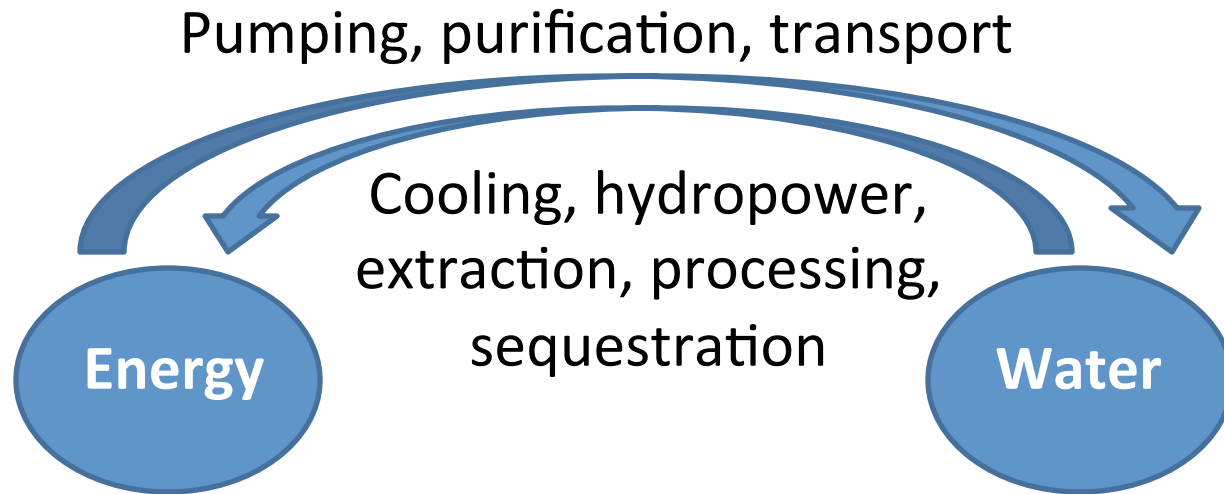 Pumping, purification, transport
Cooling, hydropower,
extraction, processing,
sequestration
Energy
Water